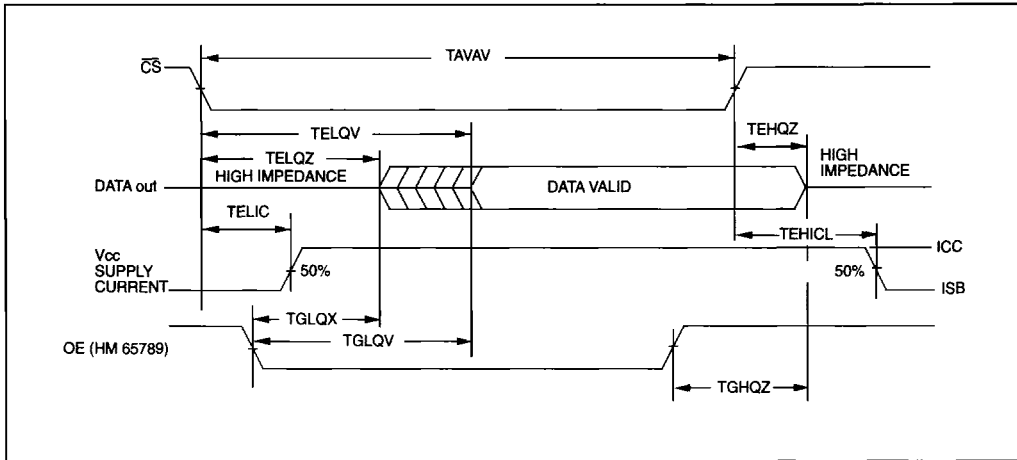 TAVAV
CS
TELQV
TEHQZ
TELQZ
HIGH IMPEDANCE
HIGH
IMPEDANCE
DATA out
DATA VALID
TELIC
TEHICL
Vcc
SUPPLY
CURRENT
50%
50%
ICC
ISB
TGLQX
TGLQV
OE (HM 65789)
TGHQZ